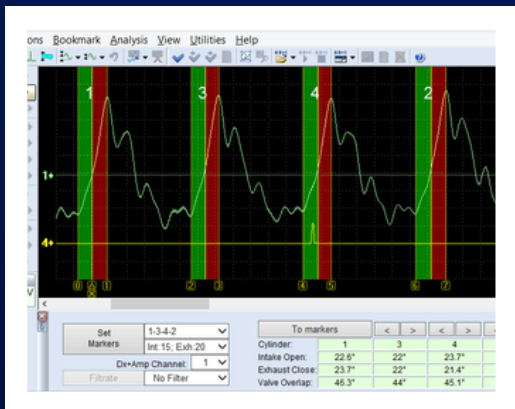 ons Bookmark Analysis View Utilities Help
1 3 4 2
1
4
0 1 2 3 4 5 6 7
V
Set Markers 1-3-4-2
Int:15; Exh:20
Dx+Amp Channel: 1
Filtrate No Filter
To markers < > < >
Cylinder: 1 3 4
Intake Open: 22.6° 22° 23.7°
Exhaust Close: 23.7° 22° 21.4°
Valve Overlap: 46.3° 44° 45.1°